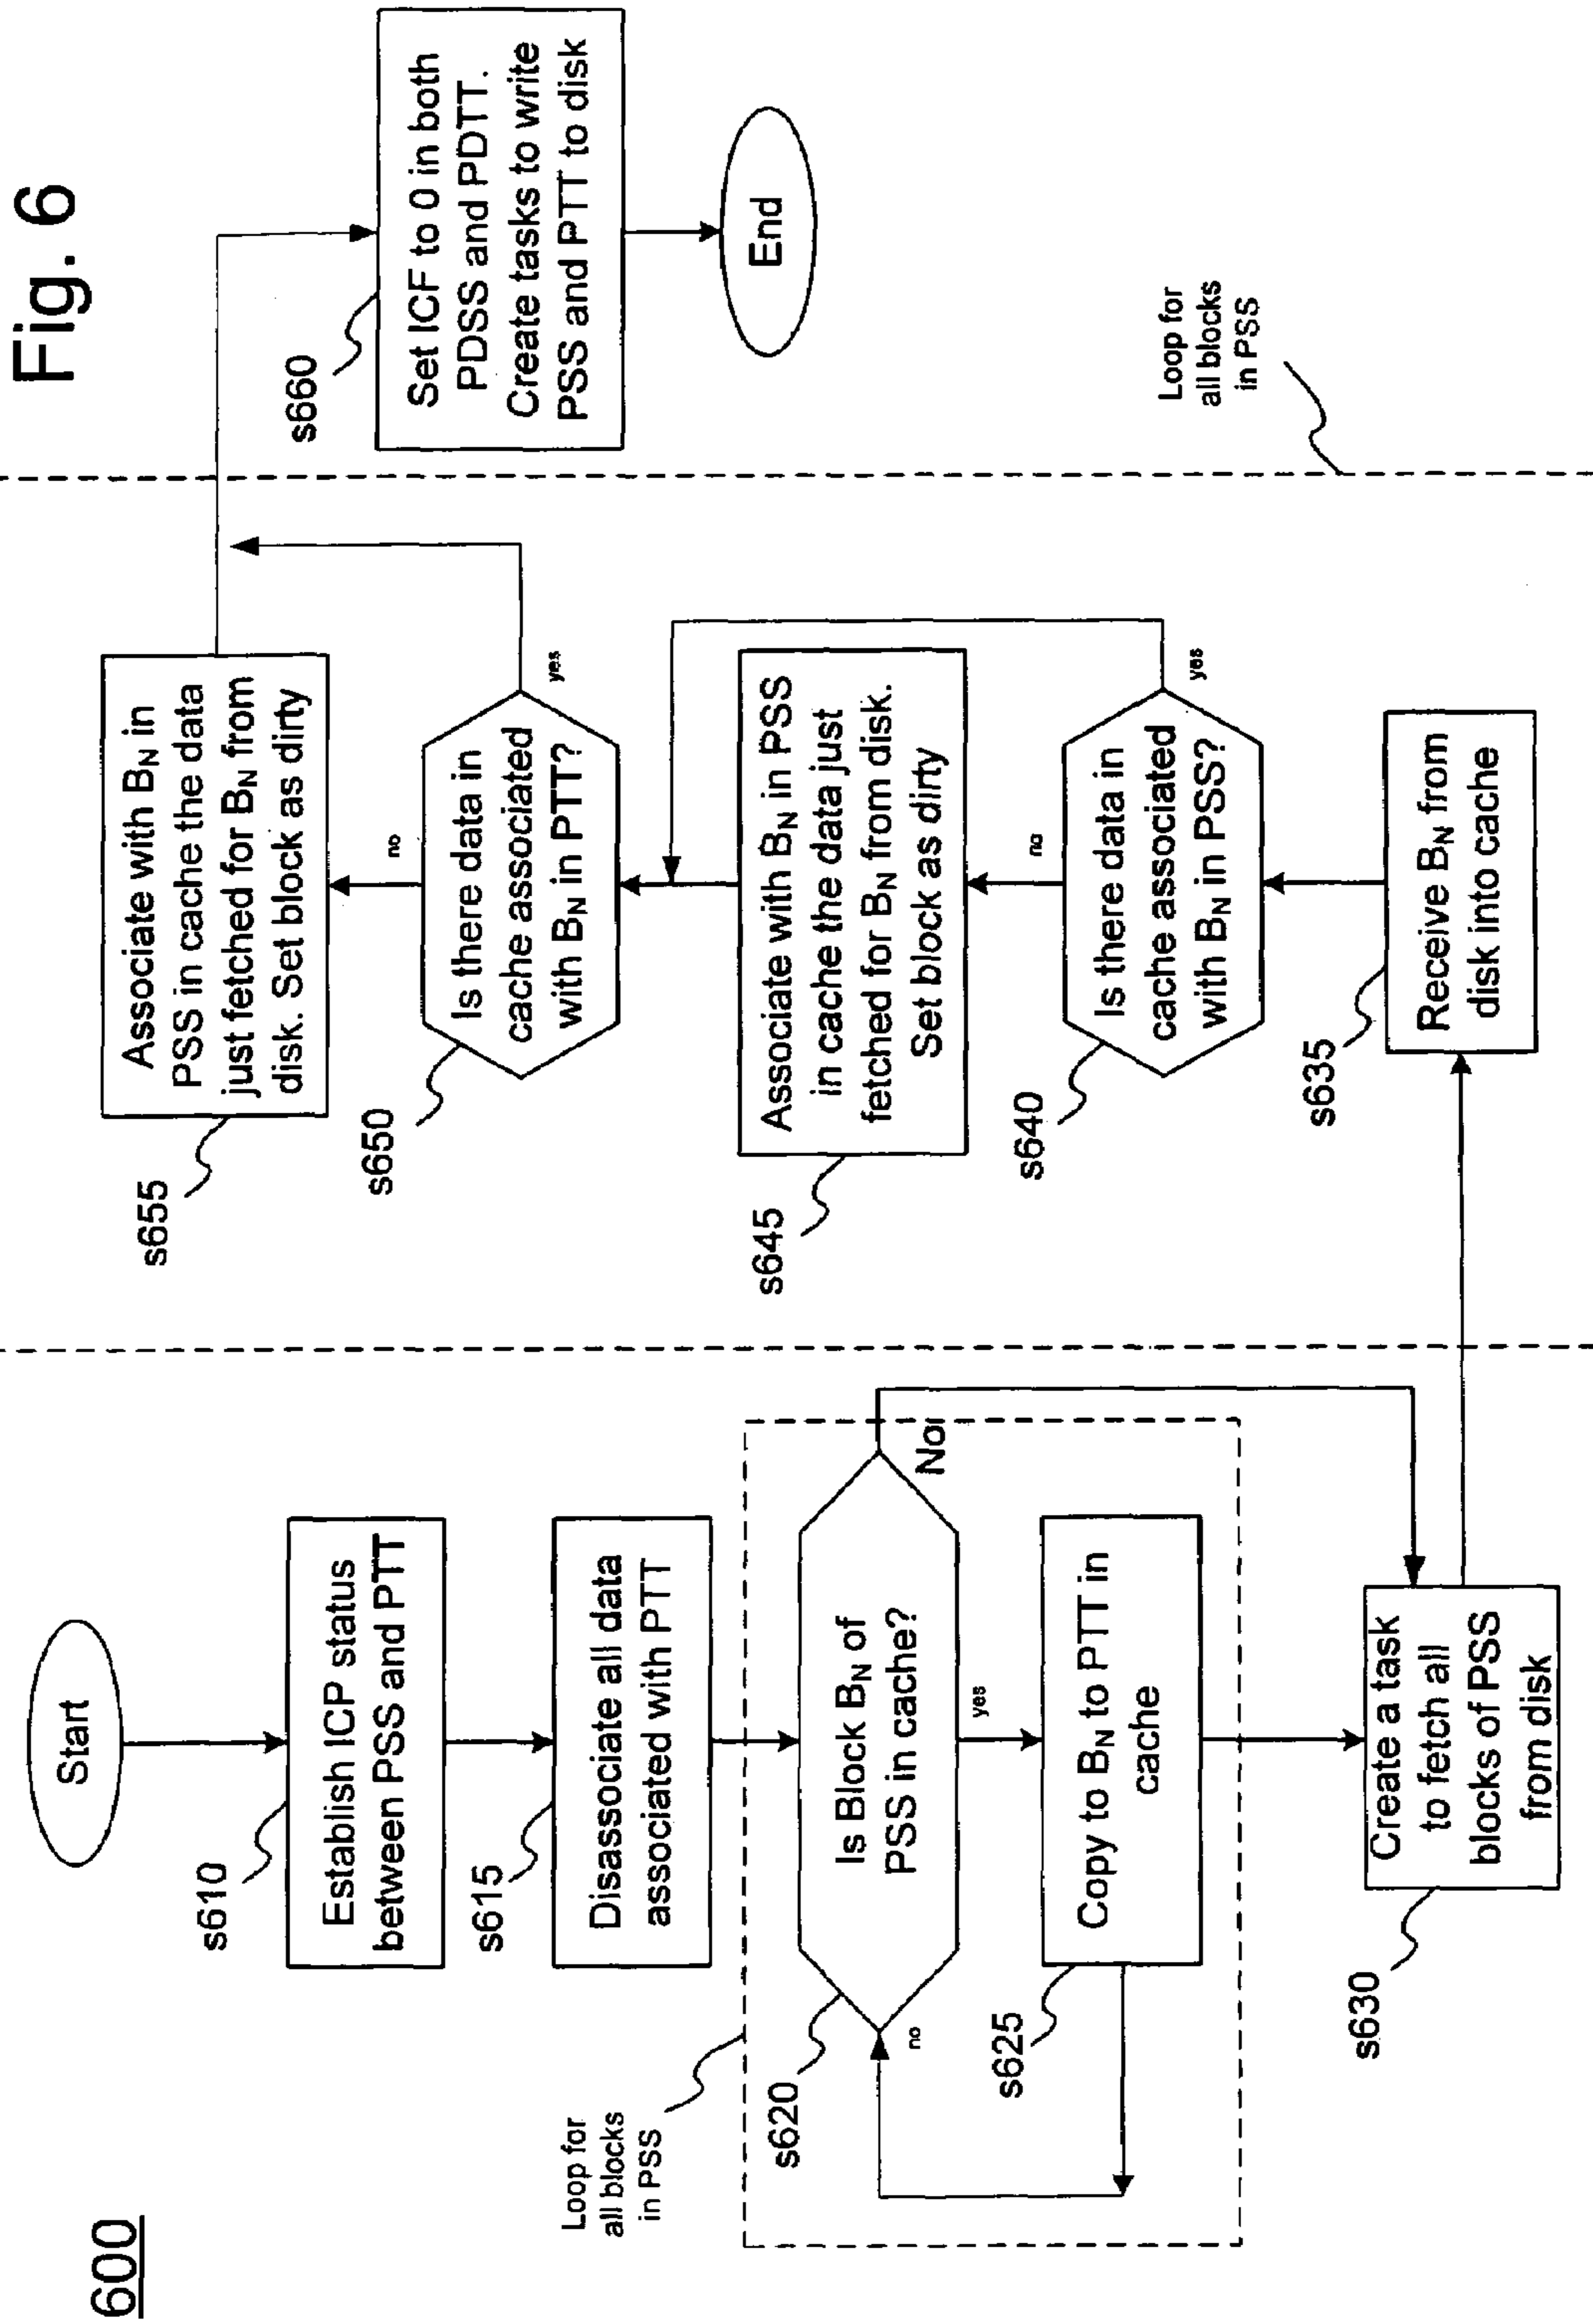 Fig. 6
600
Start
s610
Establish ICP status
between PSS and PTT
s615
Disassociate all data
associated with PTT
Loop for
all blocks
in PSS
s620
Is Block BN of
PSS in cache?
no
Nor
yes
s625
Copy to BN to PTT in
cache
s630
Create a task
to fetch all
blocks of PSS
from disk
s635
Receive BN from
disk into cache
s640
Is there data in
cache associated
with BN in PSS?
yes
no
s645
Associate with BN in PSS
in cache the data just
fetched for BN from disk.
Set block as dirty
s650
Is there data in
cache associated
with BN in PTT?
yes
no
s655
Associate with BN in
PSS in cache the data
just fetched for BN from
disk. Set block as dirty
s660
Set ICF to 0 in both
PDSS and PDTT.
Create tasks to write
PSS and PTT to disk
End
Loop for
all blocks
in PSS